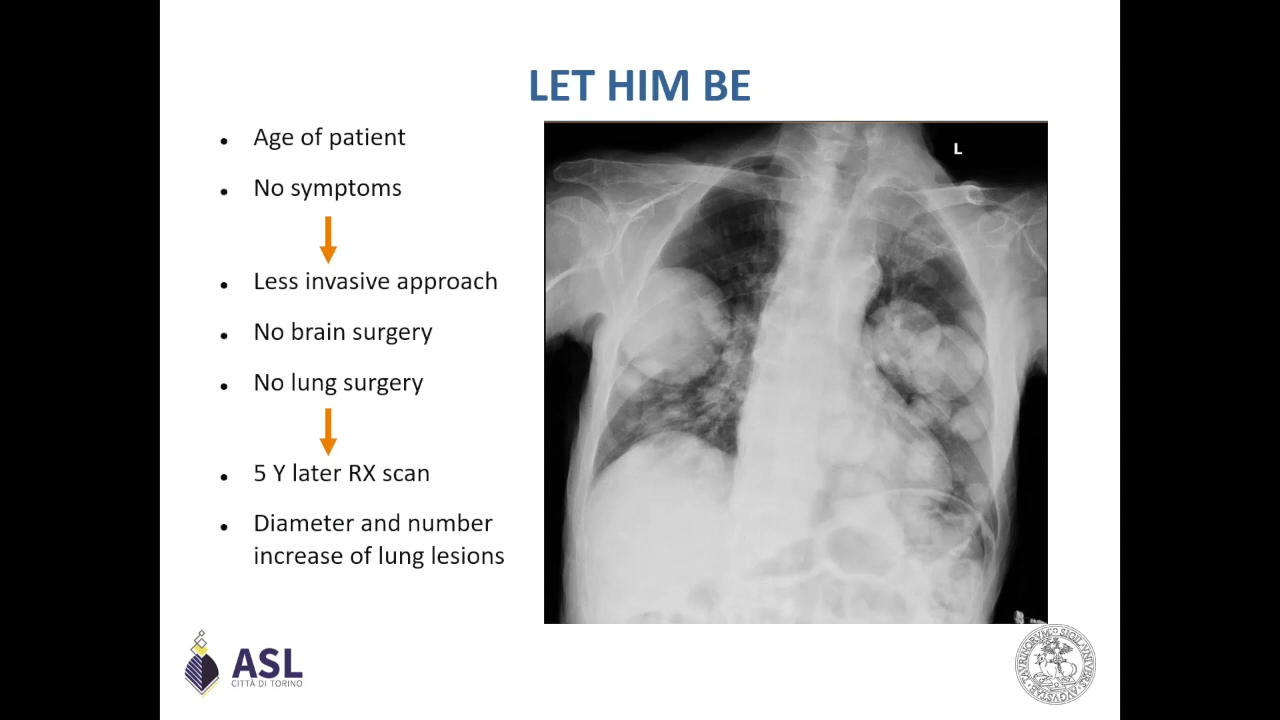 LET HIM BE
Age of patient
No symptoms
Less invasive approach
No brain surgery
No lung surgery
5 Y later RX scan
Diameter and number
increase of lung lesions
L
ASL
CITTÀ DI TORINO